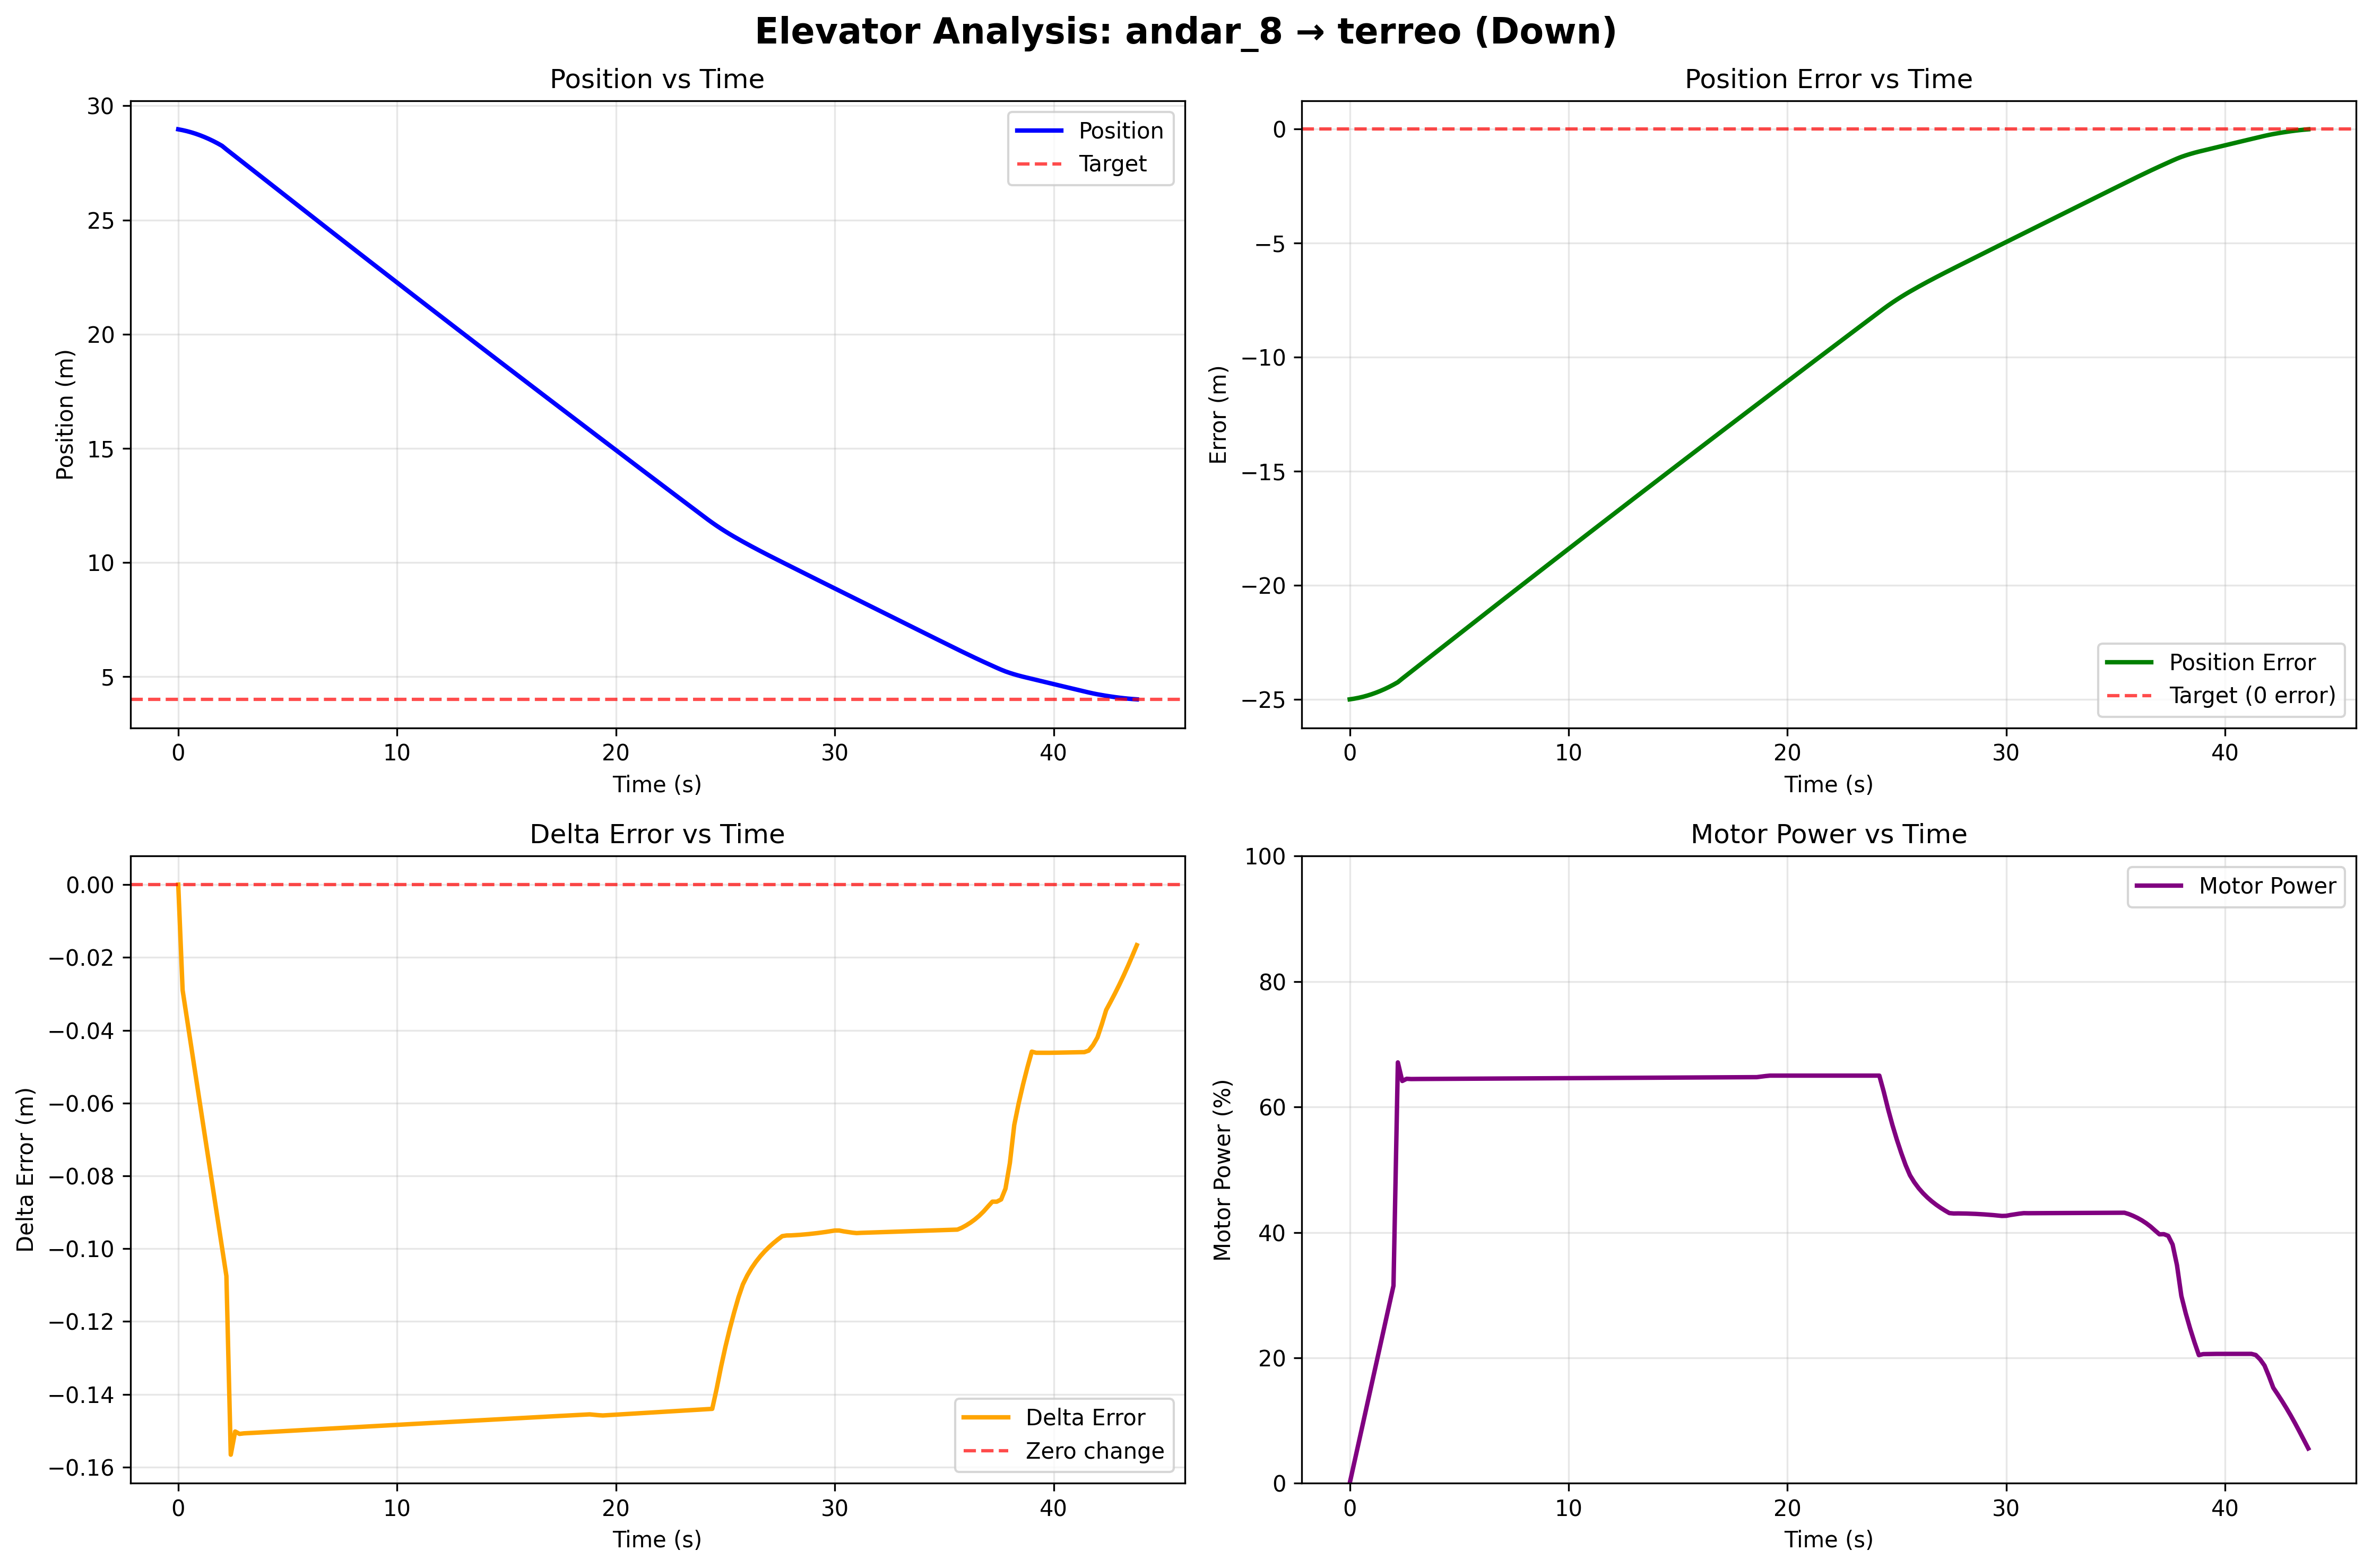 Elevator Analysis: andar_8 → terreo (Down)
Position vs Time
30
25
20
15
10
5
Position (m)
0
10
20
30
40
Time (s)
Position
Target
Position Error vs Time
0
−5
−10
−15
−20
−25
Error (m)
0
10
20
30
40
Time (s)
Position Error
Target (0 error)
Delta Error vs Time
0.00
−0.02
−0.04
−0.06
−0.08
−0.10
−0.12
−0.14
−0.16
Delta Error (m)
0
10
20
30
40
Time (s)
Delta Error
Zero change
Motor Power vs Time
100
80
60
40
20
0
Motor Power (%)
0
10
20
30
40
Time (s)
Motor Power